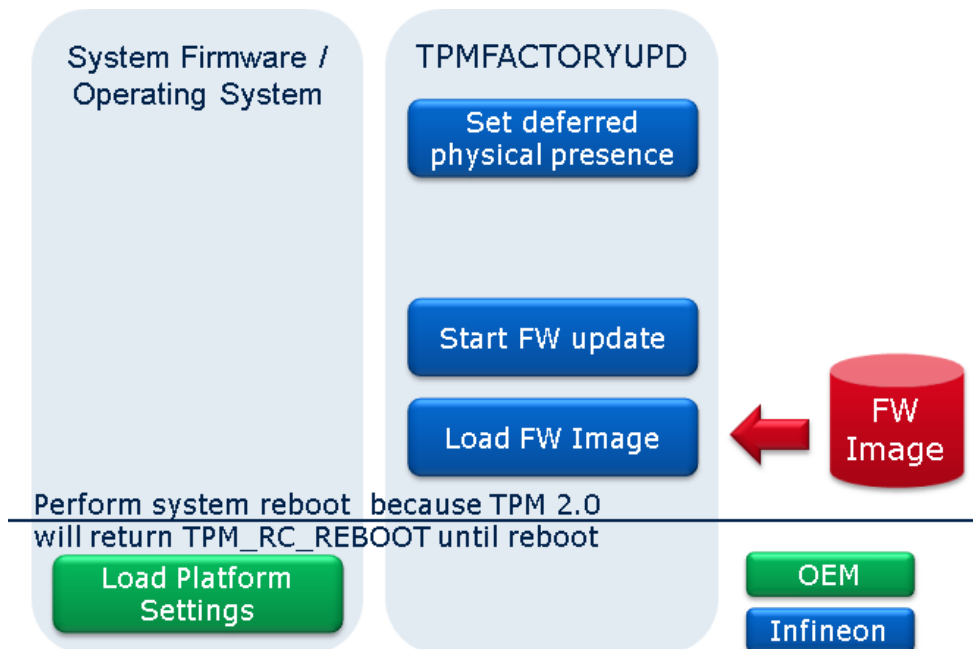 System Firmware /
Operating System
TPMFACTORYUPD
Set deferred
physical presence
Start FW update
Load FW Image
FW
Image
Perform system reboot because TPM 2.0
will return TPM_RC_REBOOT until reboot
Load Platform
Settings
OEM
Infineon